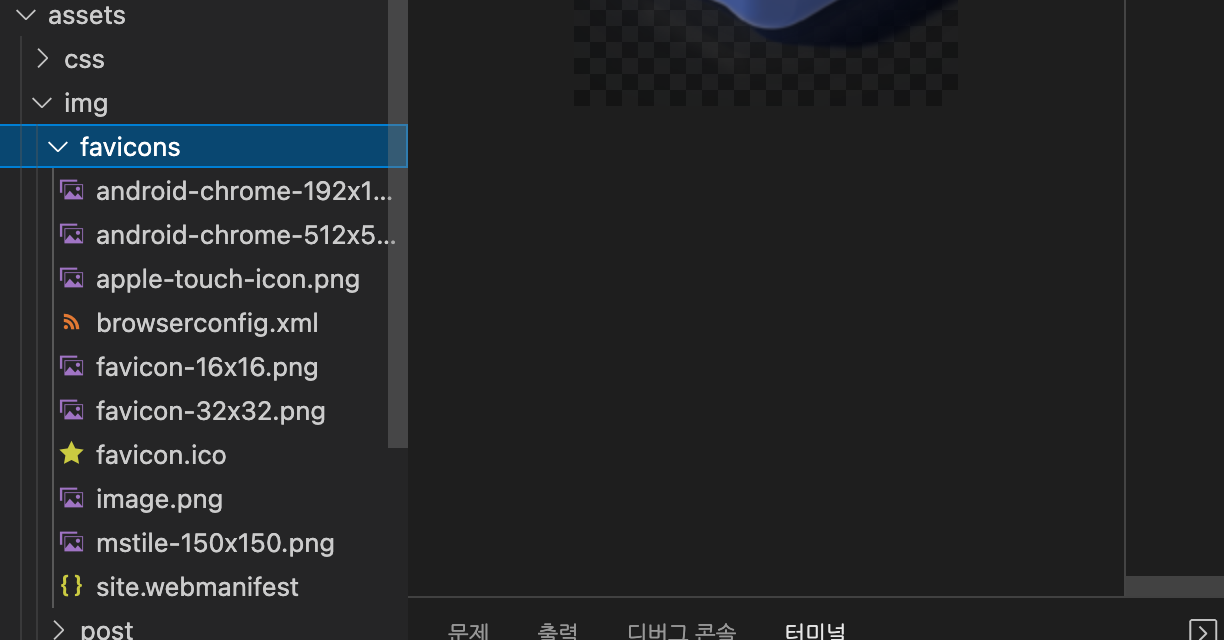 assets
css
img
favicons
android-chrome-192x1...
android-chrome-512x5...
apple-touch-icon.png
browserconfig.xml
favicon-16x16.png
favicon-32x32.png
favicon.ico
image.png
mstile-150x150.png
site.webmanifest
post
문제 출력 디버그 콘솔 터미널